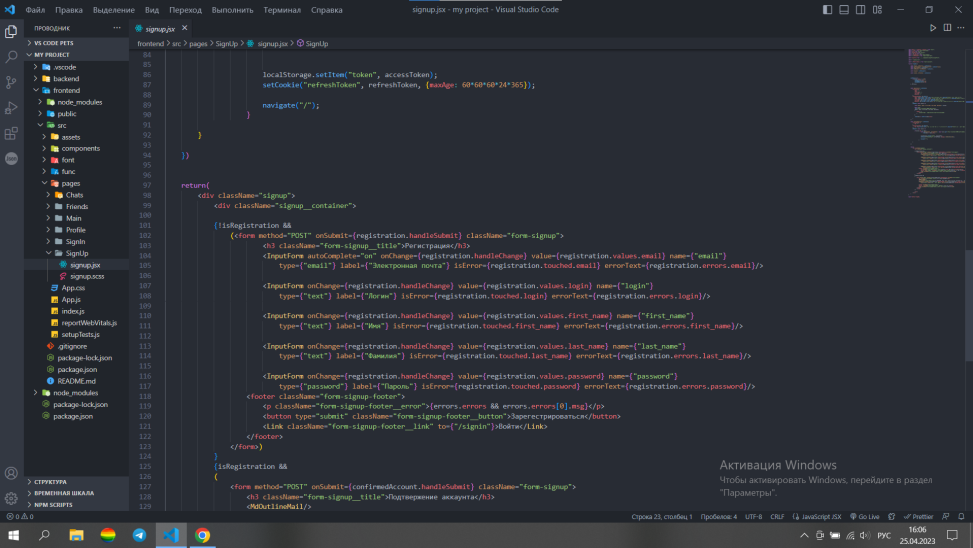 Файл Правка Выделение Вид Переход Выполнить Терминал Справка
signup.jsx - my project - Visual Studio Code
ПРОВОДНИК
VS CODE PETS
MY PROJECT
.vscode
backend
frontend
node_modules
public
src
assets
components
font
func
pages
Chats
Friends
Main
Profile
SignIn
SignUp
signup.jsx
signup.scss
App.css
App.js
index.js
reportWebVitals.js
setupTests.js
.gitignore
package-lock.json
package.json
README.md
node_modules
package-lock.json
package.json
СТРУКТУРА
ВРЕМЕННАЯ ШКАЛА
NPM SCRIPTS
signup.jsx
frontend > src > pages > SignUp > signup.jsx > SignUp
84
85
86 localStorage.setItem("token", accessToken);
87 setCookie("refreshToken", refreshToken, {maxAge: 60*60*60*24*365});
88
89 navigate("/");
90 }
91
92 }
93
94 })
95
96
97 return(
98 <div className="signup">
99 <div className="signup__container">
100
101 {!isRegistration &&
102 (<form method="POST" onSubmit={registration.handleSubmit} className="form-signup">
103 <h3 className="form-signup__title">Регистрация</h3>
104 <InputForm autoComplete="on" onChange={registration.handleChange} value={registration.values.email} name={"email"}
105 type={"email"} label={"Электронная почта"} isError={registration.touched.email} errorText={registration.errors.email}/>
106
107 <InputForm onChange={registration.handleChange} value={registration.values.login} name={"login"}
108 type={"text"} label={"Логин"} isError={registration.touched.login} errorText={registration.errors.login}/>
109
110 <InputForm onChange={registration.handleChange} value={registration.values.first_name} name={"first_name"}
111 type={"text"} label={"Имя"} isError={registration.touched.first_name} errorText={registration.errors.first_name}/>
112
113 <InputForm onChange={registration.handleChange} value={registration.values.last_name} name={"last_name"}
114 type={"text"} label={"Фамилия"} isError={registration.touched.last_name} errorText={registration.errors.last_name}/>
115
116 <InputForm onChange={registration.handleChange} value={registration.values.password} name={"password"}
117 type={"password"} label={"Пароль"} isError={registration.touched.password} errorText={registration.errors.password}/>
118 <footer className="form-signup-footer">
119 <p className="form-signup-footer__error">{errors.errors && errors.errors[0].msg}</p>
120 <button type="submit" className="form-signup-footer__button">Зарегестрироваться</button>
121 <Link className="form-signup-footer__link" to={"/signin"}>Войти</Link>
122 </footer>
123 </form>)
124 }
125 {isRegistration &&
126 (
127 <form method="POST" onSubmit={confirmedAccount.handleSubmit} className="form-signup">
128 <h3 className="form-signup__title">Подтвержение аккаунта</h3>
129 <MdOutlineMail/>
Активация Windows
Чтобы активировать Windows, перейдите в раздел
"Параметры".
0 0
Строка 23, столбец 1 Пробелов: 4 UTF-8 CRLF JavaScript JSX Go Live Prettier
РУС
16:06
25.04.2023